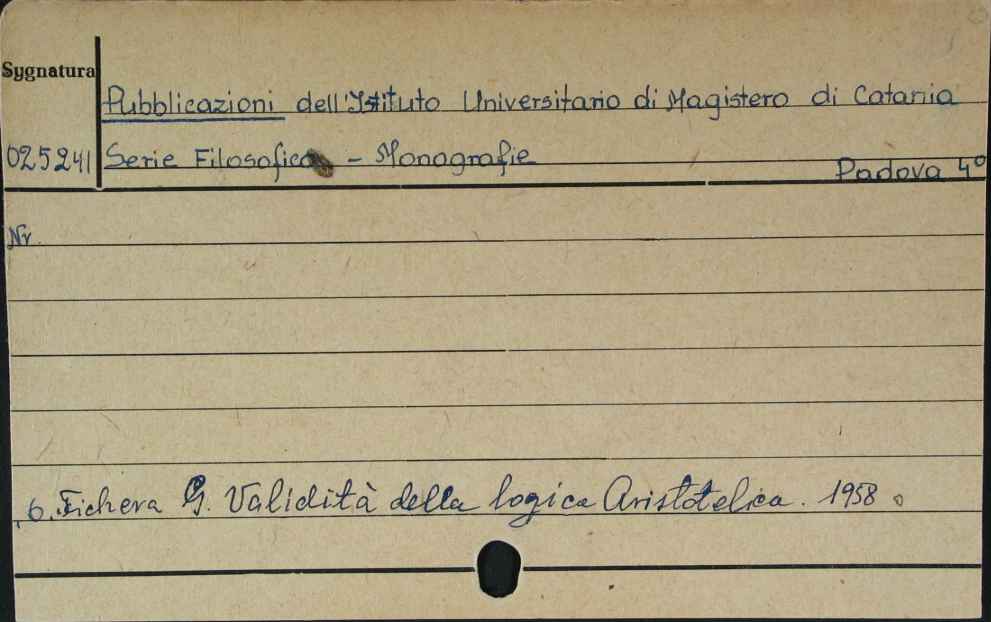 Sygnatura
Pubblicazioni dell'Istituto Universitario di Magistero di Catania
025241 Serie Filosofica - Monografie
Padova 4°
Nr.
6. Fichera G. Validità della logica Aristotelica. 1958